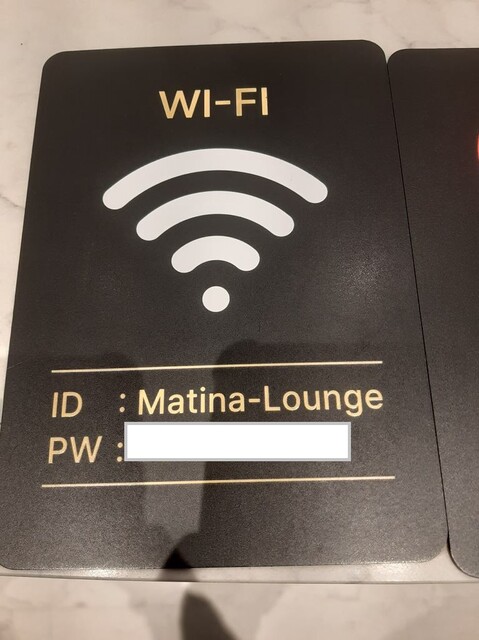 WI-FI
ID : Matina-Lounge
PW :